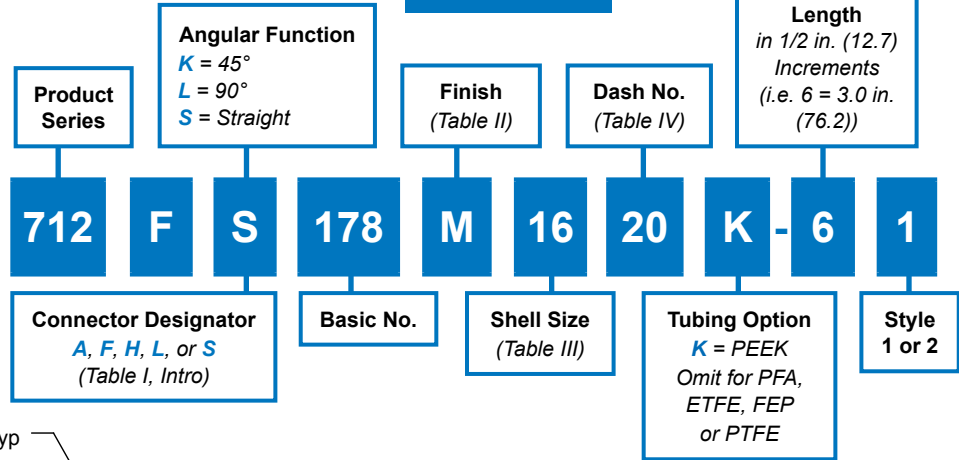 Angular Function
K = 45°
L = 90°
S = Straight
Length
in 1/2 in. (12.7)
Increments
(i.e. 6 = 3.0 in.
(76.2))
Product
Series
Finish
(Table II)
Dash No.
(Table IV)
712 F S 178 M 16 20 K - 6 1
Connector Designator
A, F, H, L, or S
(Table I, Intro)
Basic No.
Shell Size
(Table III)
Tubing Option
K = PEEK
Omit for PFA,
ETFE, FEP
or PTFE
Style
1 or 2